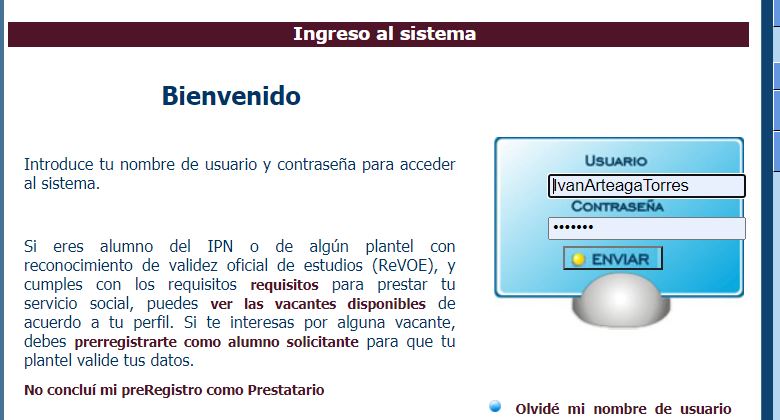 Ingreso al sistema
Bienvenido
Introduce tu nombre de usuario y contraseña para acceder
al sistema.
Si eres alumno del IPN o de algún plantel con
reconocimiento de validez oficial de estudios (ReVOE), y
cumples con los requisitos requisitos para prestar tu
servicio social, puedes ver las vacantes disponibles de
acuerdo a tu perfil. Si te interesas por alguna vacante,
debes prerregistrarte como alumno solicitante para que tu
plantel valide tus datos.
No concluí mi preRegistro como Prestatario
USUARIO
IvanArteagaTorres
CONTRASEÑA
•••••••
ENVIAR
Olvidé mi nombre de usuario